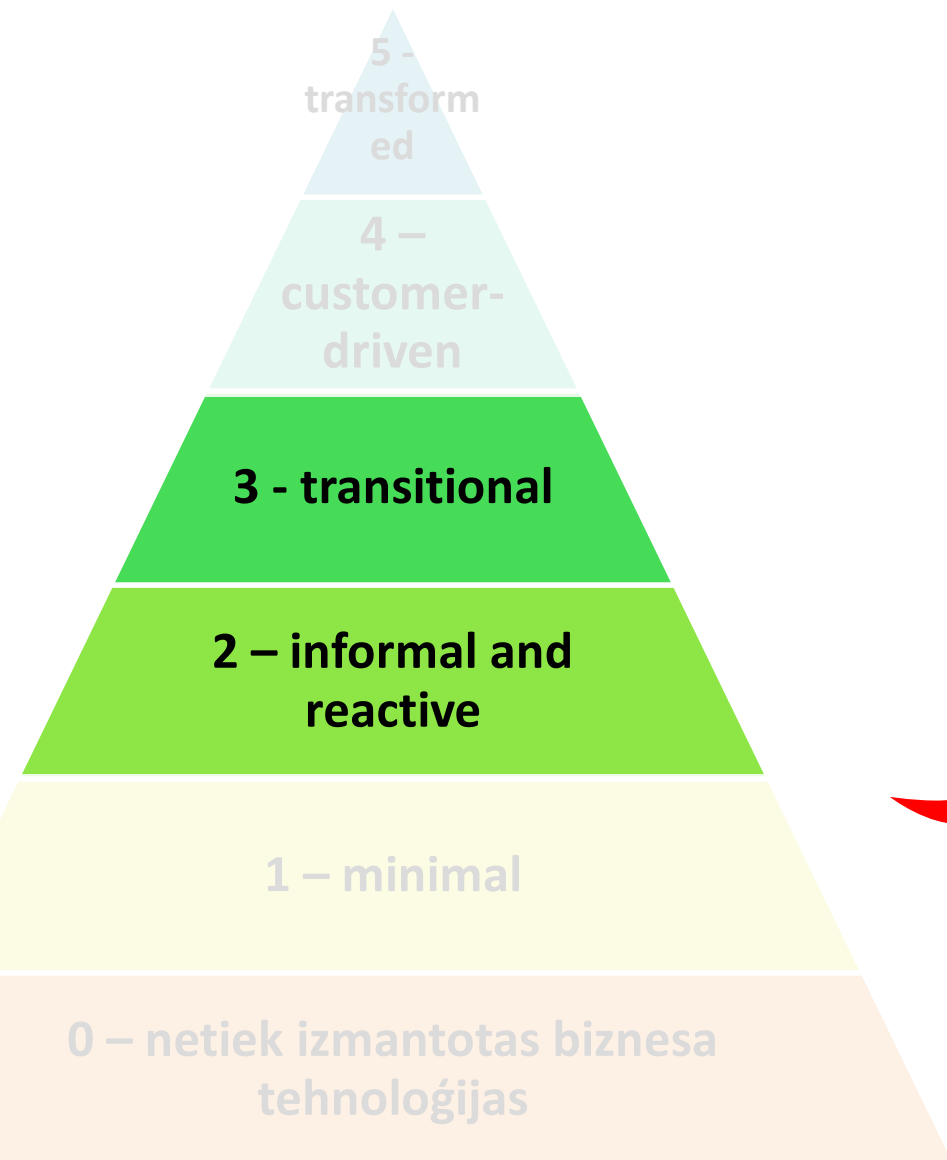 5 -
transform
ed
4 –
customer-
driven
3 - transitional
2 – informal and
reactive
1 – minimal
0 – netiek izmantotas biznesa
tehnoloģijas